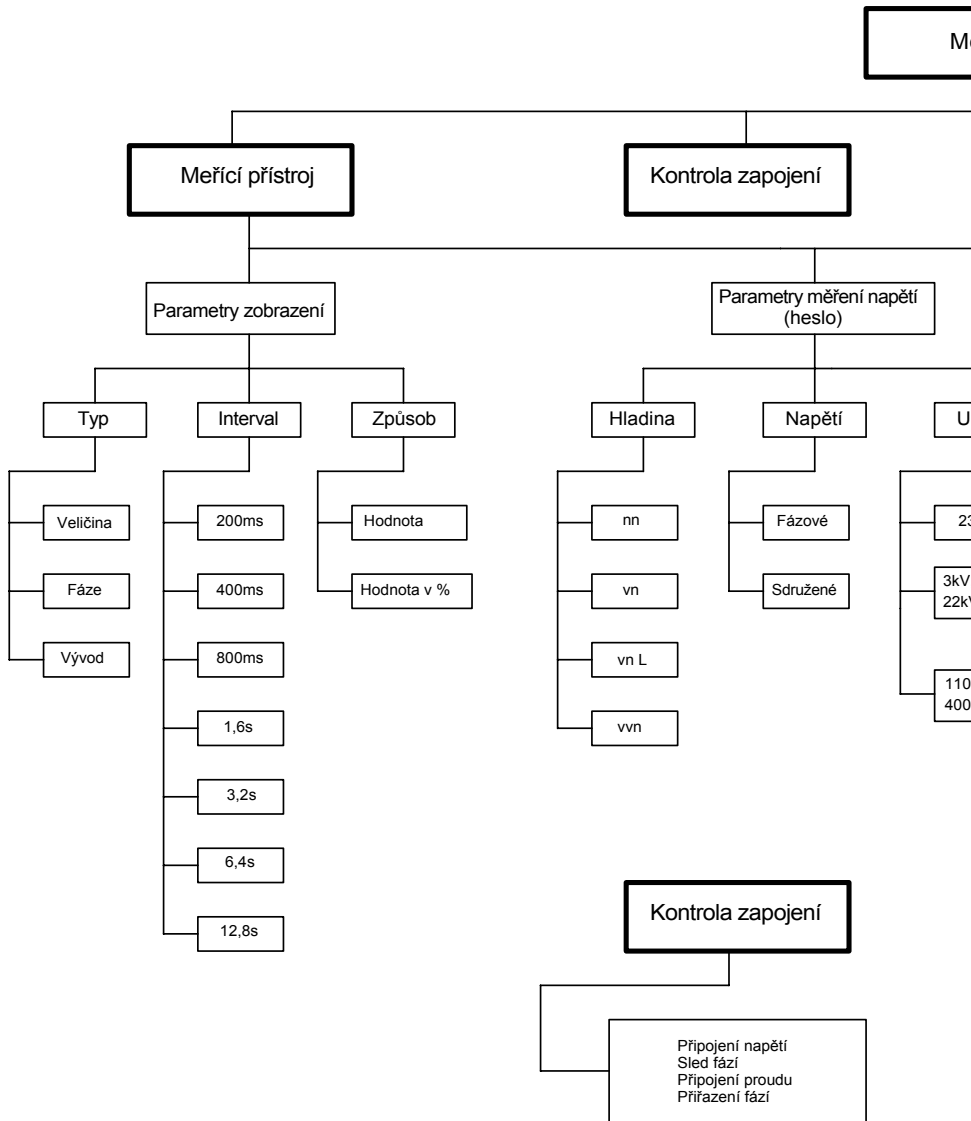 Meřící přístroj
Kontrola zapojení
Parametry zobrazení
Parametry měření napětí
(heslo)
Typ
Interval
Způsob
Hladina
Napětí
Veličina
Fáze
Vývod
200ms
400ms
800ms
1,6s
3,2s
6,4s
12,8s
Hodnota
Hodnota v %
nn
vn
vn L
vvn
Fázové
Sdružené
3kV
Kontrola zapojení
Připojení napětí
Sled fází
Připojení proudu
Přiřazení fází